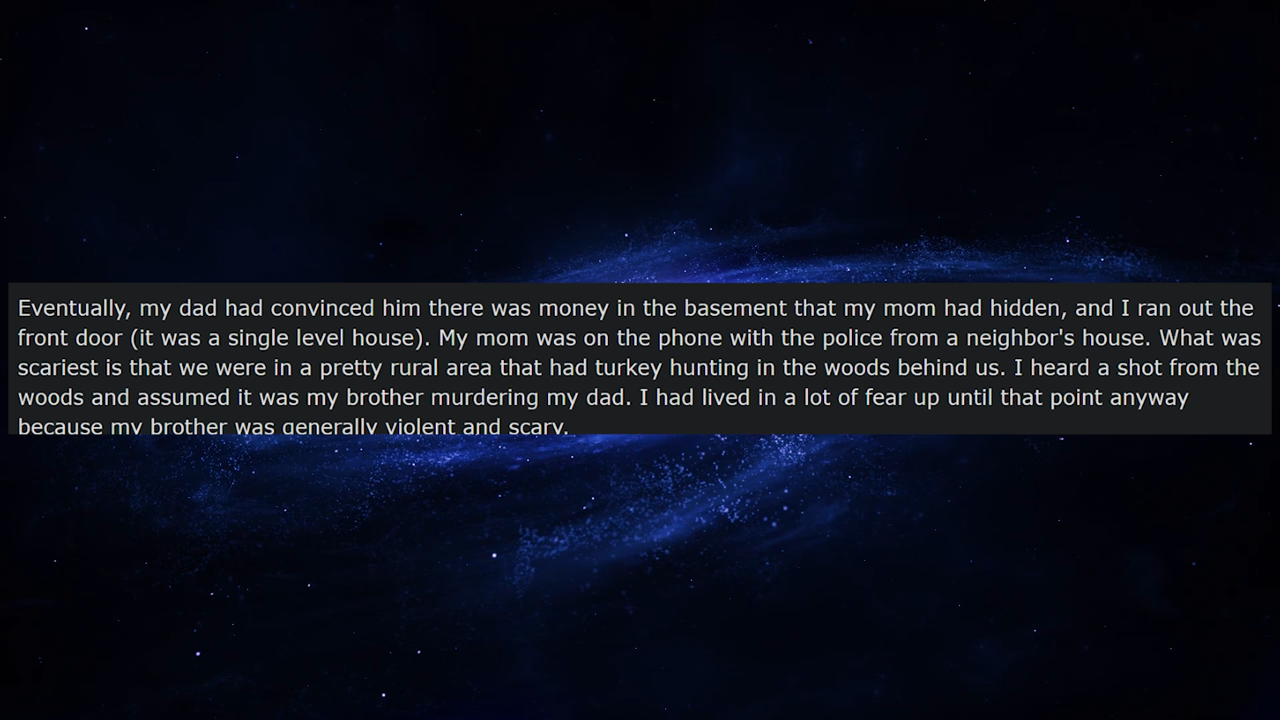 Eventually, my dad had convinced him there was money in the basement that my mom had hidden, and I ran out the
front door (it was a single level house). My mom was on the phone with the police from a neighbor's house. What was
scariest is that we were in a pretty rural area that had turkey hunting in the woods behind us. I heard a shot from the
woods and assumed it was my brother murdering my dad. I had lived in a lot of fear up until that point anyway
because my brother was generally violent and scary.